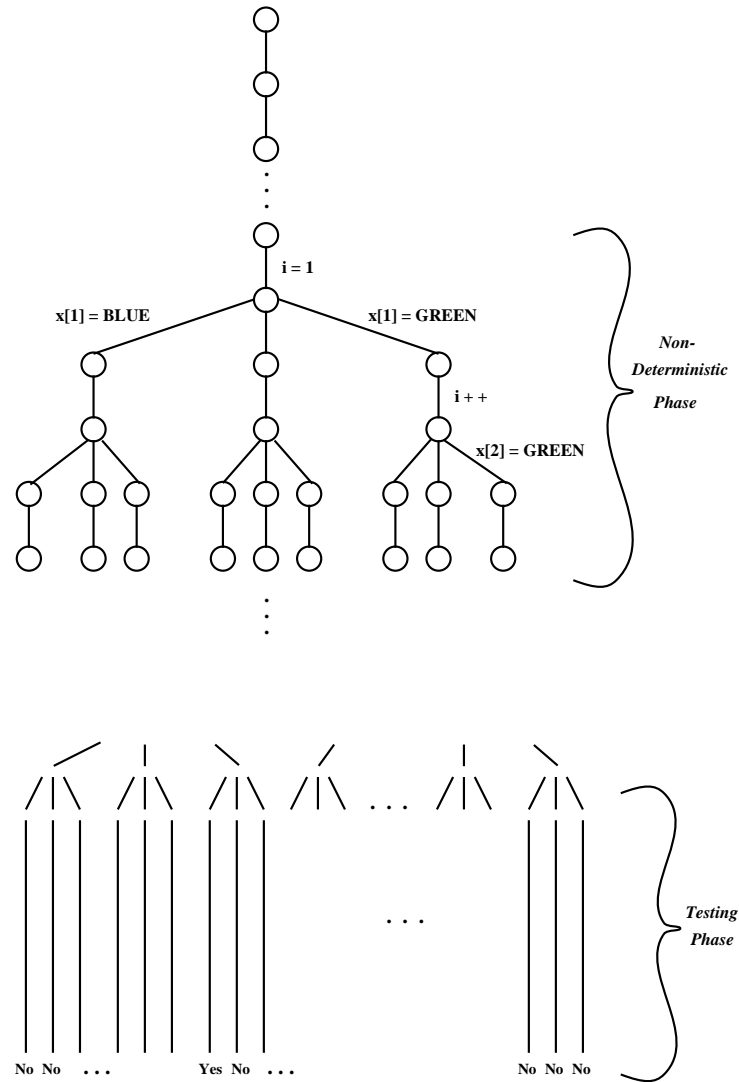 i = 1
x[1] = BLUE
x[1] = GREEN
Non-
Deterministic
Phase
i + +
x[2] = GREEN
. . .
. . .
Testing
Phase
No No . . . Yes No . . . No No No